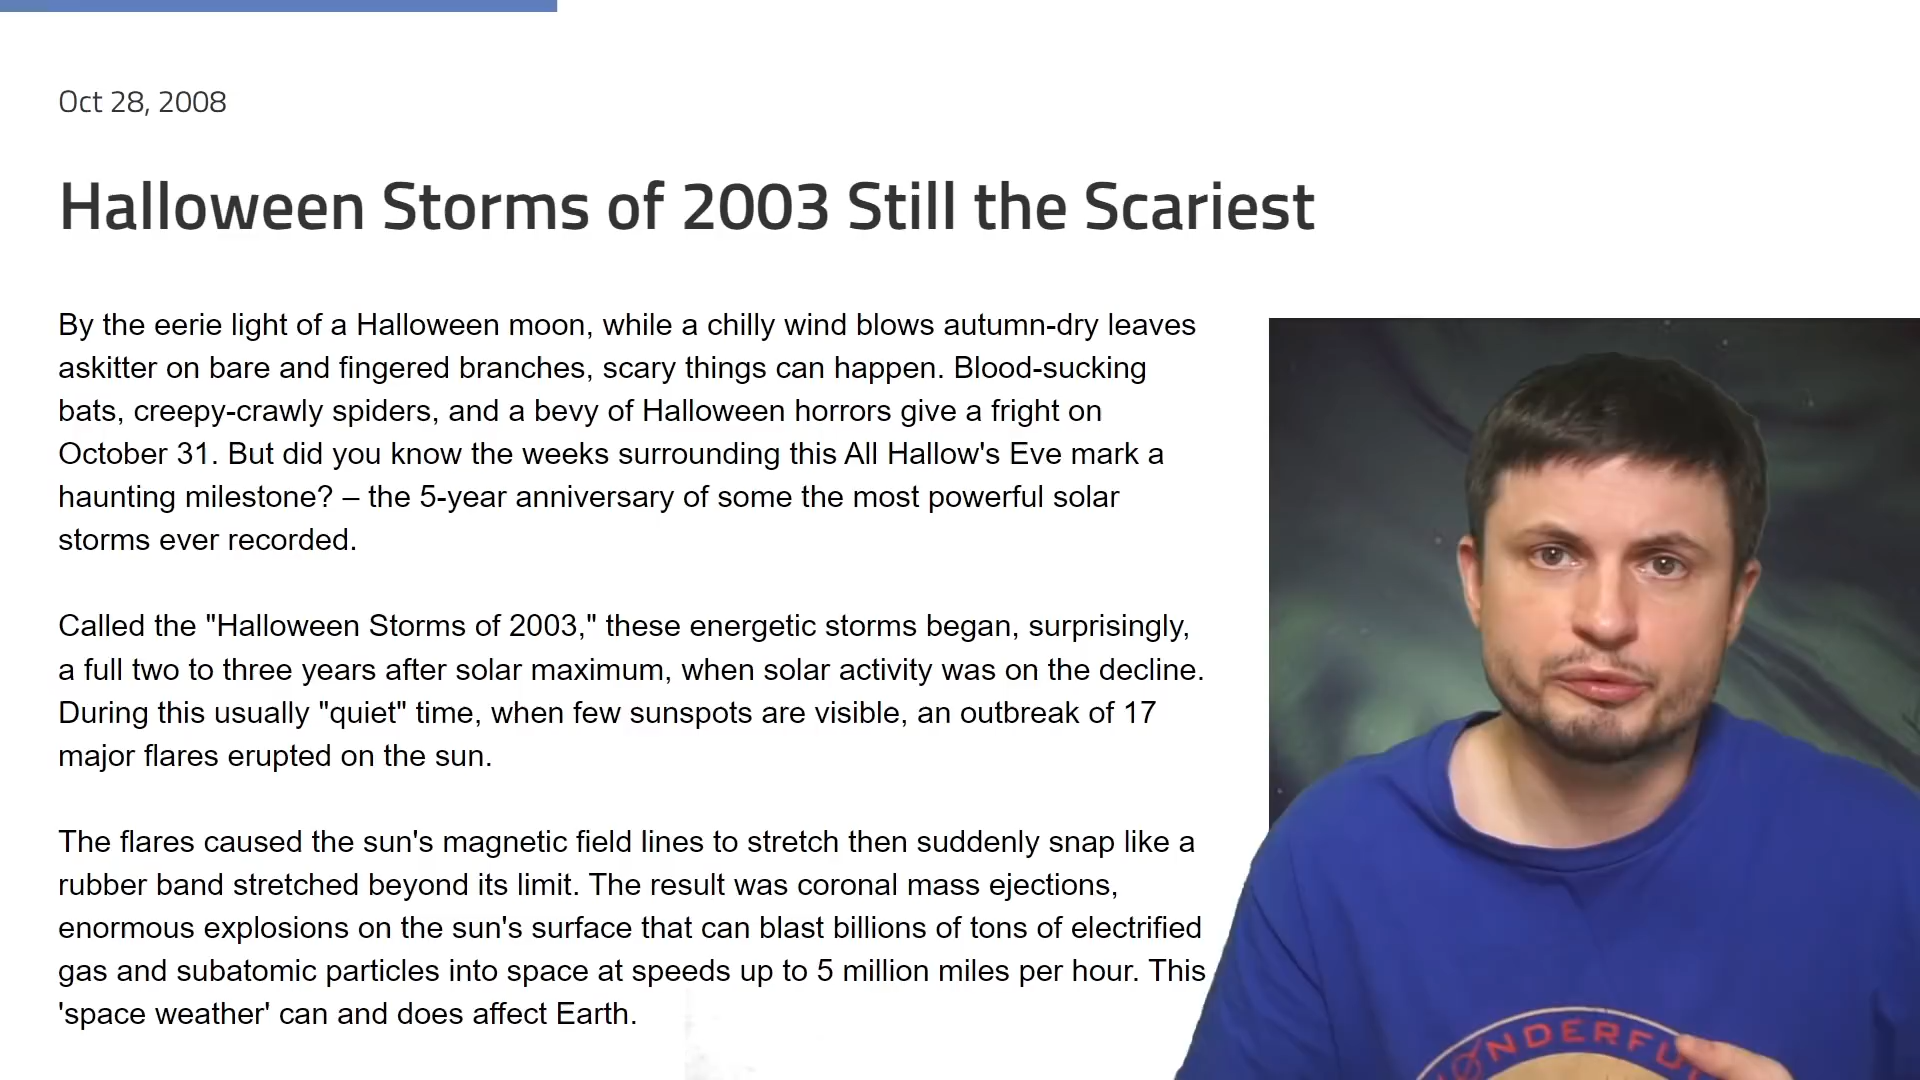 Oct 28, 2008
Halloween Storms of 2003 Still the Scariest
By the eerie light of a Halloween moon, while a chilly wind blows autumn-dry leaves
askitter on bare and fingered branches, scary things can happen. Blood-sucking
bats, creepy-crawly spiders, and a bevy of Halloween horrors give a fright on
October 31. But did you know the weeks surrounding this All Hallow's Eve mark a
haunting milestone? – the 5-year anniversary of some the most powerful solar
storms ever recorded.
Called the "Halloween Storms of 2003," these energetic storms began, surprisingly,
a full two to three years after solar maximum, when solar activity was on the decline.
During this usually "quiet" time, when few sunspots are visible, an outbreak of 17
major flares erupted on the sun.
The flares caused the sun's magnetic field lines to stretch then suddenly snap like a
rubber band stretched beyond its limit. The result was coronal mass ejections,
enormous explosions on the sun's surface that can blast billions of tons of electrified
gas and subatomic particles into space at speeds up to 5 million miles per hour. This
'space weather' can and does affect Earth.